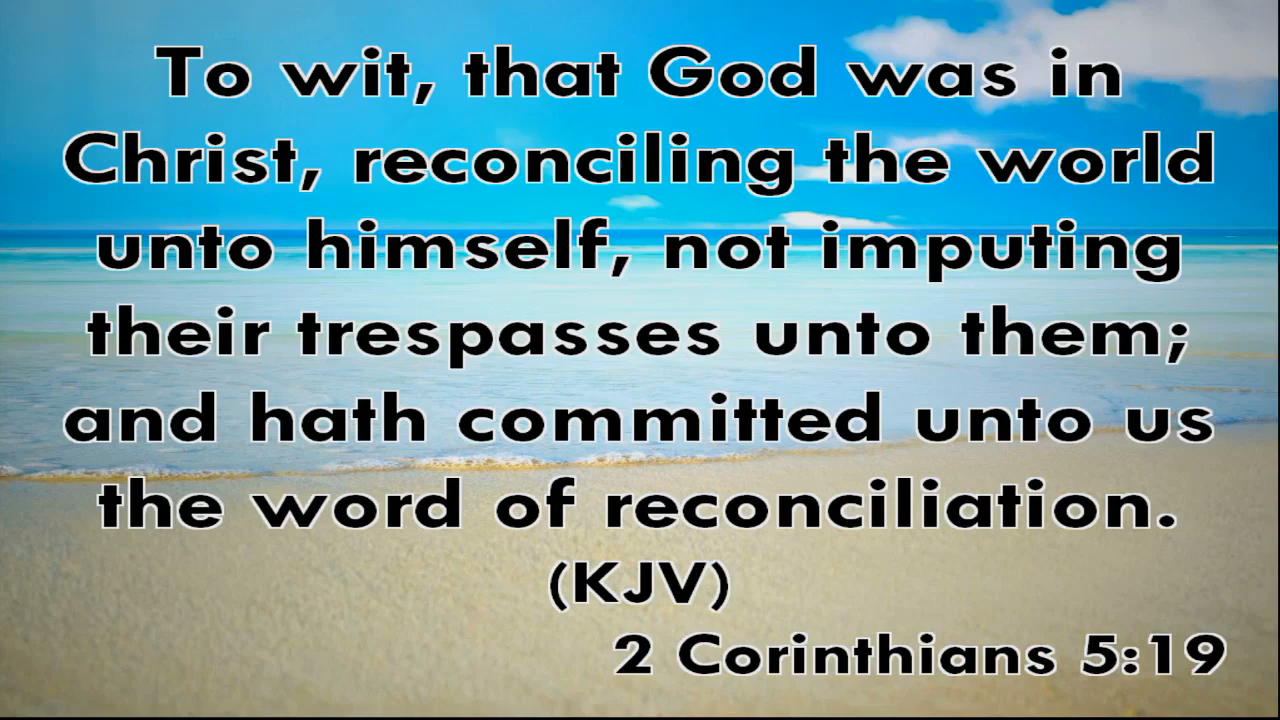 To wit, that God was in
Christ, reconciling the world
unto himself, not imputing
their trespasses unto them;
and hath committed unto us
the word of reconciliation.
(KJV)
2 Corinthians 5:19